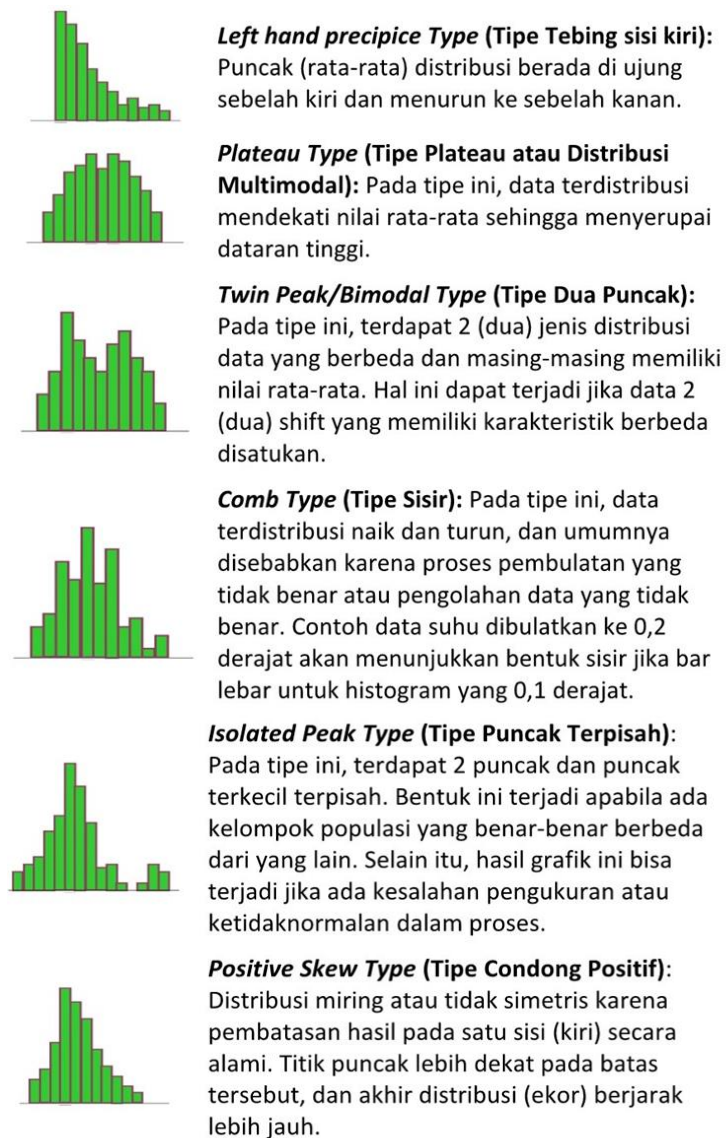 Left hand precipice Type (Tipe Tebing sisi kiri):
Puncak (rata-rata) distribusi berada di ujung
sebelah kiri dan menurun ke sebelah kanan.
Plateau Type (Tipe Plateau atau Distribusi
Multimodal): Pada tipe ini, data terdistribusi
mendekati nilai rata-rata sehingga menyerupai
dataran tinggi.
Twin Peak/Bimodal Type (Tipe Dua Puncak):
Pada tipe ini, terdapat 2 (dua) jenis distribusi
data yang berbeda dan masing-masing memiliki
nilai rata-rata. Hal ini dapat terjadi jika data 2
(dua) shift yang memiliki karakteristik berbeda
disatukan.
Comb Type (Tipe Sisir): Pada tipe ini, data
terdistribusi naik dan turun, dan umumnya
disebabkan karena proses pembulatan yang
tidak benar atau pengolahan data yang tidak
benar. Contoh data suhu dibulatkan ke 0,2
derajat akan menunjukkan bentuk sisir jika bar
lebar untuk histogram yang 0,1 derajat.
Isolated Peak Type (Tipe Puncak Terpisah):
Pada tipe ini, terdapat 2 puncak dan puncak
terkecil terpisah. Bentuk ini terjadi apabila ada
kelompok populasi yang benar-benar berbeda
dari yang lain. Selain itu, hasil grafik ini bisa
terjadi jika ada kesalahan pengukuran atau
ketidaknormalan dalam proses.
Positive Skew Type (Tipe Condong Positif):
Distribusi miring atau tidak simetris karena
pembatasan hasil pada satu sisi (kiri) secara
alami. Titik puncak lebih dekat pada batas
tersebut, dan akhir distribusi (ekor) berjarak
lebih jauh.